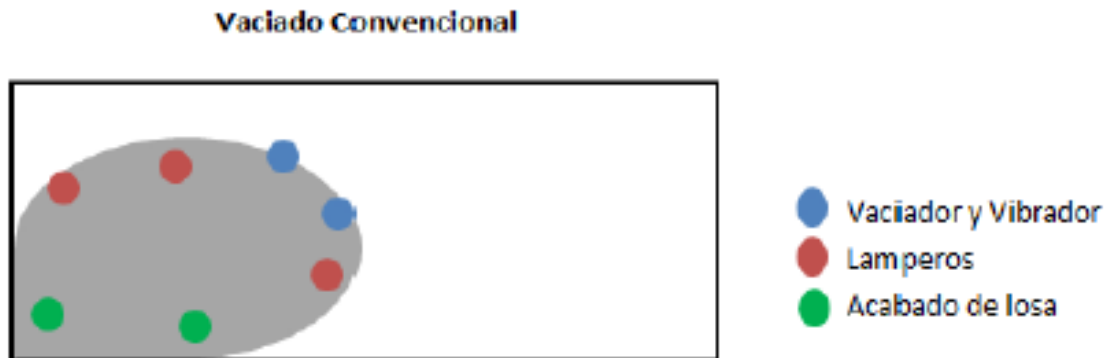 Vaciado Convencional
Vaciador y Vibrador
Lamperos
Acabado de losa